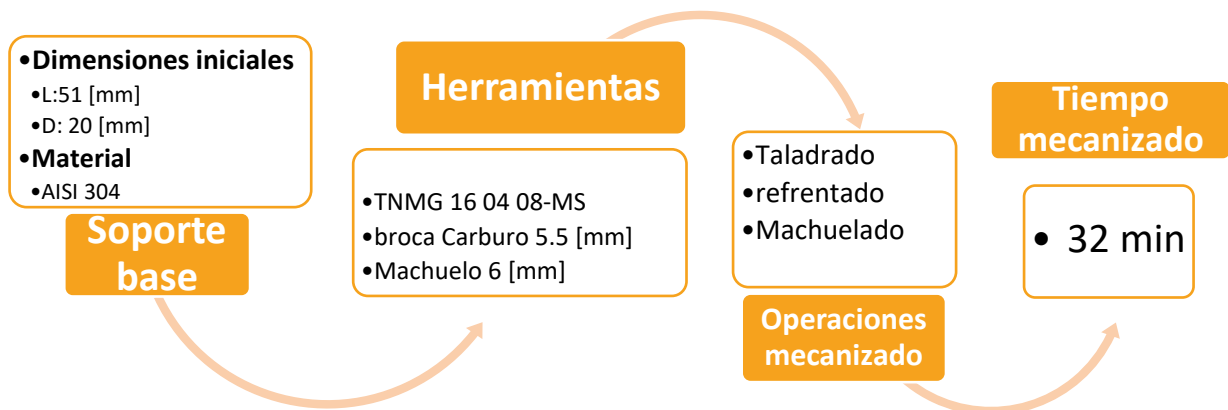 •Dimensiones iniciales
•L:51 [mm]
•D: 20 [mm]
•Material
•AISI 304
Soporte
base
Herramientas
•TNMG 16 04 08-MS
•broca Carburo 5.5 [mm]
•Machuelo 6 [mm]
•Taladrado
•refrentado
•Machuelado
Operaciones
mecanizado
Tiempo
mecanizado
• 32 min